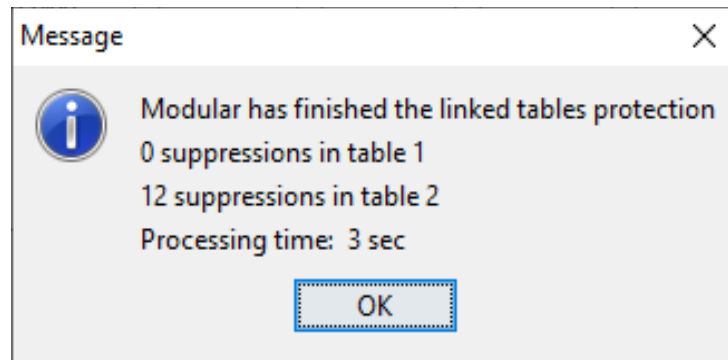 Message
Modular has finished the linked tables protection
0 suppressions in table 1
12 suppressions in table 2
Processing time:  3 sec
OK